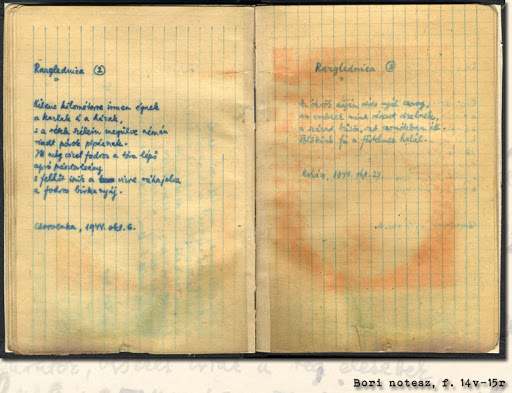 Razglednica 2
Kilenc kilométerre innen égnek
a kazlak és a házak,
s a rétek szélein megülve némán
riadt pórok pipáznak.
Itt még vizet fodroz a tóra lépő
apró pásztorleány
s felhőt iszik a vízre ráhajolva
a fodros birkanyáj.
Cservenka, 1944. okt. 6.
Razglednica 3
Az ökrök száján véres nyál csorog,
az emberek mind véreset vizelnek,
a század bűzös, vad csomókban áll.
Fölöttünk fú a förtelmes halál.
Mohács, 1944. okt. 24.
Bori notesz, f. 14v-15r